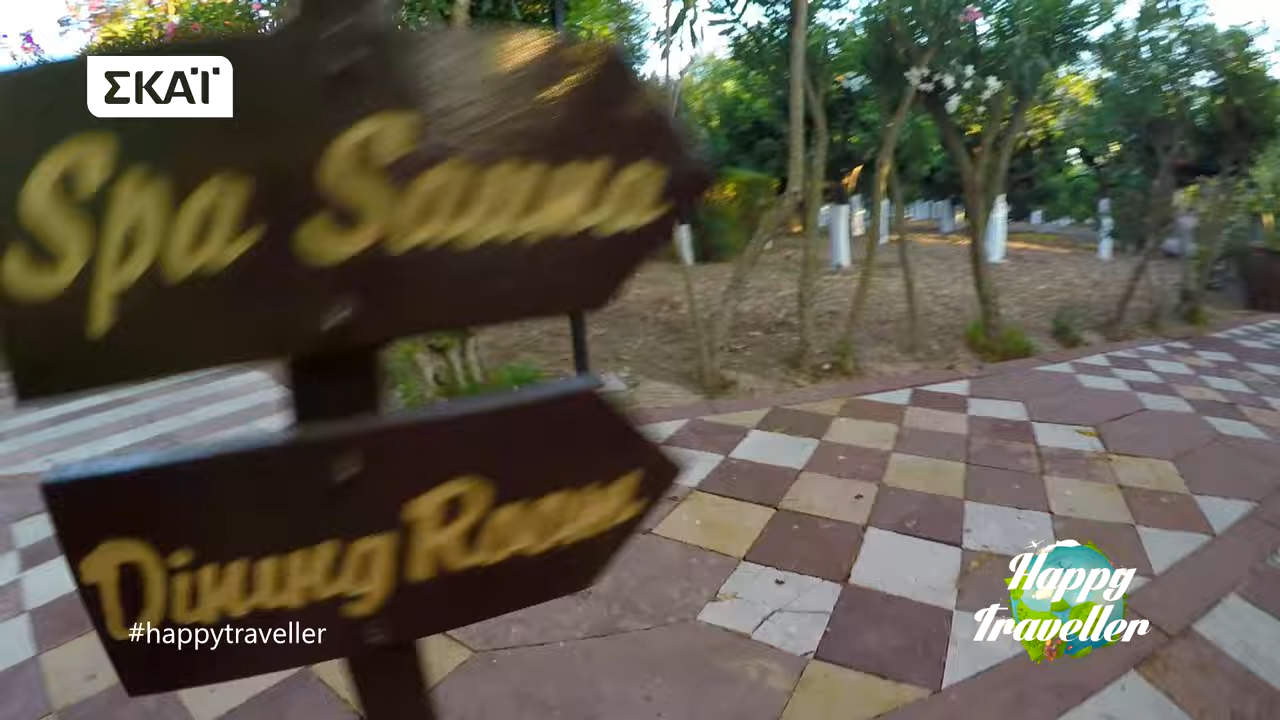 ΣΚΑΪ
Spa Sauna
Dining Room
#happytraveller
Happy
Traveller